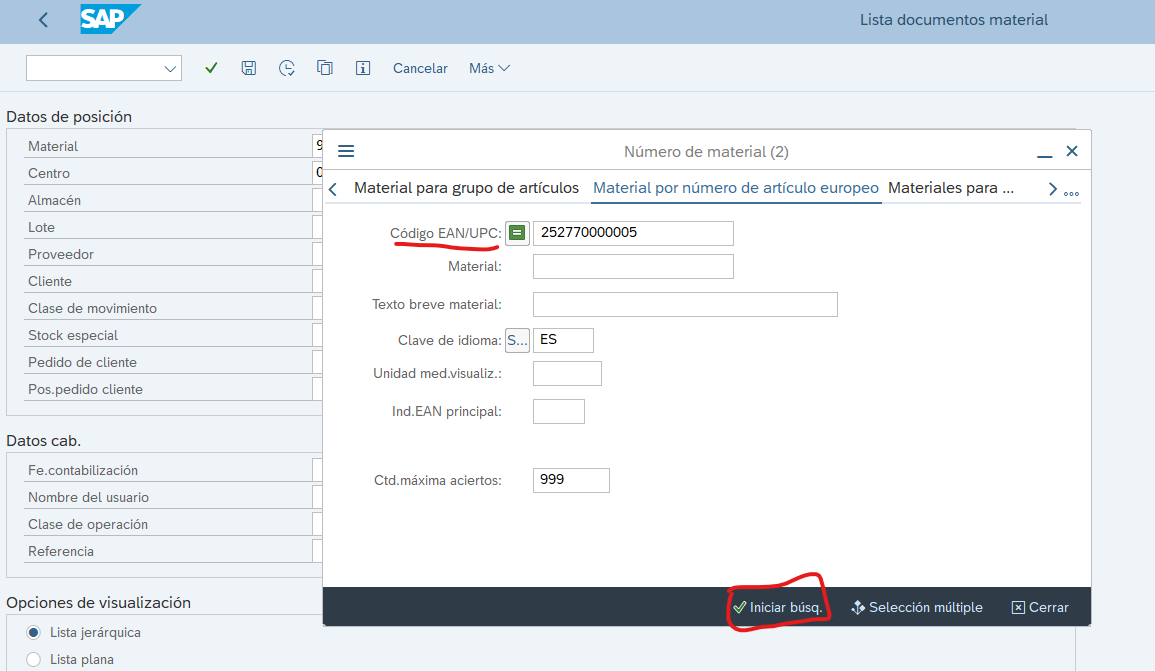 SAP
Lista documentos material
Cancelar Más
Datos de posición
Material 9
Centro 0
Almacén
Lote
Proveedor
Cliente
Clase de movimiento
Stock especial
Pedido de cliente
Pos.pedido cliente
Datos cab.
Fe.contabilización
Nombre del usuario
Clase de operación
Referencia
Opciones de visualización
Lista jerárquica
Lista plana
Número de material (2)
Material para grupo de artículos Material por número de artículo europeo Materiales para ...
Código EAN/UPC: 252770000005
Material:
Texto breve material:
Clave de idioma: S... ES
Unidad med.visualiz.:
Ind.EAN principal:
Ctd.máxima aciertos: 999
Iniciar búsq. Selección múltiple Cerrar